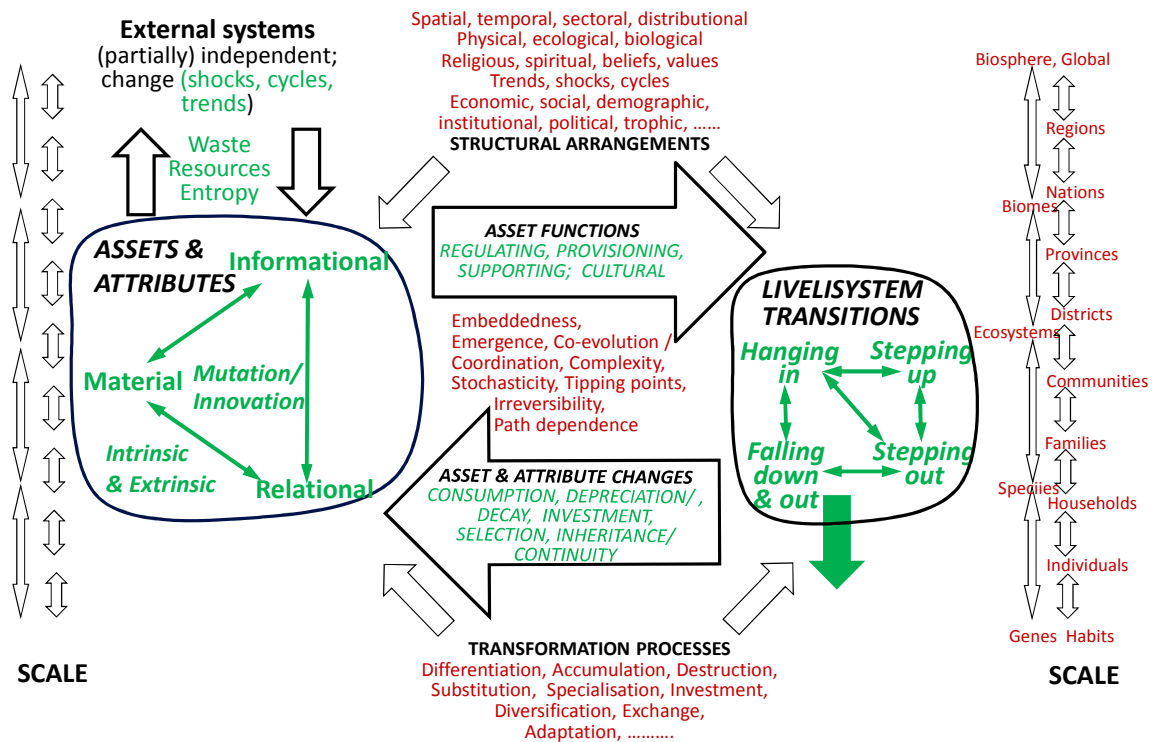 External systems
(partially) independent;
change (shocks, cycles,
trends)
Waste
Resources
Entropy
Spatial, temporal, sectoral, distributional
Physical, ecological, biological
Religious, spiritual, beliefs, values
Trends, shocks, cycles
Economic, social, demographic,
institutional, political, trophic, ……
STRUCTURAL ARRANGEMENTS
ASSETS &
ATTRIBUTES
Informational
Material
Mutation/
Innovation
Intrinsic
& Extrinsic
Relational
ASSET FUNCTIONS
REGULATING, PROVISIONING,
SUPPORTING; CULTURAL
Embeddedness,
Emergence, Co-evolution /
Coordination, Complexity,
Stochasticity, Tipping points,
Irreversibility,
Path dependence
ASSET & ATTRIBUTE CHANGES
CONSUMPTION, DEPRECIATION/ ,
DECAY, INVESTMENT,
SELECTION, INHERITANCE/
CONTINUITY
LIVELISYSTEM
TRANSITIONS
Hanging
in
Stepping
up
Falling
down
& out
Stepping
out
TRANSFORMATION PROCESSES
Differentiation, Accumulation, Destruction,
Substitution, Specialisation, Investment,
Diversification, Exchange,
Adaptation, ……….
SCALE
Biosphere, Global
Regions
Nations
Biomes
Provinces
Districts
Ecosystems
Communities
Families
Speciies
Households
Individuals
Genes Habits
SCALE